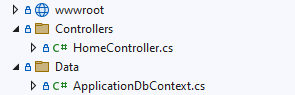 wwwroot
Controllers
C# HomeController.cs
Data
C# ApplicationDbContext.cs